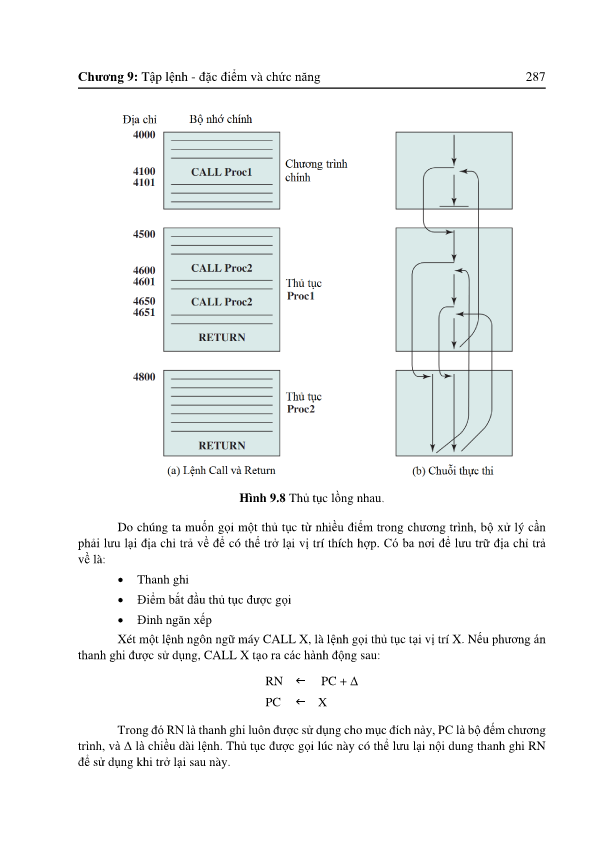 Chương 9: Tập lệnh - đặc điểm và chức năng 287
Địa chỉ Bộ nhớ chính
4000
4100 CALL Proc1
4101
Chương trình
chính
4500
4600 CALL Proc2
4601
4650 CALL Proc2
4651
RETURN
Thủ tục
Proc1
4800
Thủ tục
Proc2
RETURN
(a) Lệnh Call và Return (b) Chuỗi thực thi
Hình 9.8 Thủ tục lồng nhau.
Do chúng ta muốn gọi một thủ tục từ nhiều điểm trong chương trình, bộ xử lý cần
phải lưu lại địa chỉ trả về để có thể trở lại vị trí thích hợp. Có ba nơi để lưu trữ địa chỉ trả
về là:
• Thanh ghi
• Điểm bắt đầu thủ tục được gọi
• Đỉnh ngăn xếp
Xét một lệnh ngôn ngữ máy CALL X, là lệnh gọi thủ tục tại vị trí X. Nếu phương án
thanh ghi được sử dụng, CALL X tạo ra các hành động sau:
RN ← PC + Δ
PC ← X
Trong đó RN là thanh ghi luôn được sử dụng cho mục đích này, PC là bộ đếm chương
trình, và Δ là chiều dài lệnh. Thủ tục được gọi lúc này có thể lưu lại nội dung thanh ghi RN
để sử dụng khi trở lại sau này.